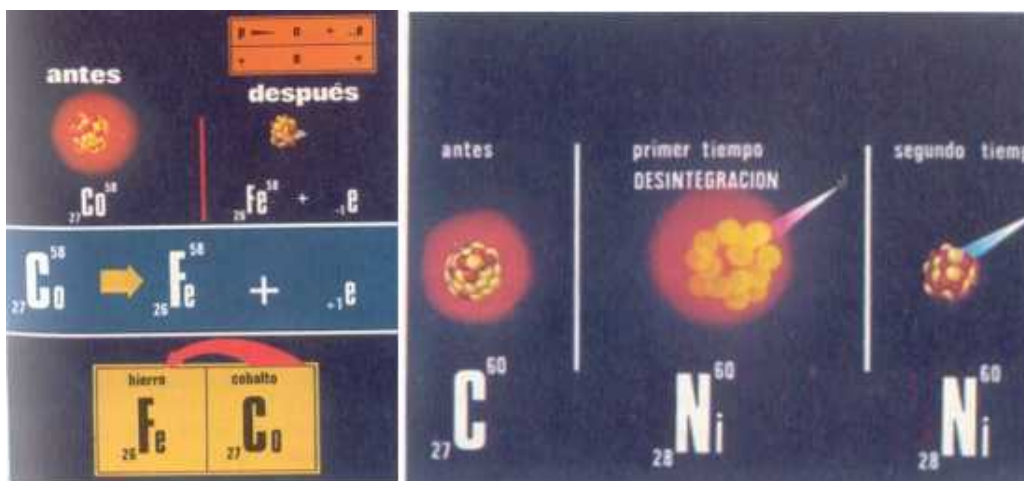 p n + ₋₁e
+ n +
antes
después
₂₇Co⁵⁸
₂₆Fe⁵⁸ + ₋₁e
₂₇Co⁵⁸ ₂₆Fe⁵⁸ + ₊₁e
hierro cobalto
₂₆Fe ₂₇Co
antes
primer tiempo
DESINTEGRACION
segundo tiemp
₂₇C⁶⁰ ₂₈Ni⁶⁰ ₂₈Ni⁶⁰